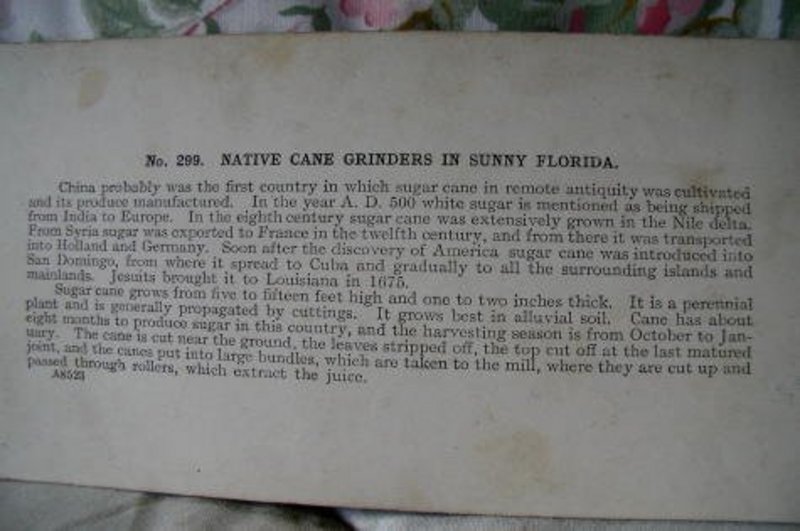 No. 299. NATIVE CANE GRINDERS IN SUNNY FLORIDA.
China probably was the first country in which sugar cane in remote antiquity was cultivated
and its produce manufactured. In the year A. D. 500 white sugar is mentioned as being shipped
from India to Europe. In the eighth century sugar cane was extensively grown in the Nile delta.
From Syria sugar was exported to France in the twelfth century, and from there it was transported
into Holland and Germany. Soon after the discovery of America sugar cane was introduced into
San Domingo, from where it spread to Cuba and gradually to all the surrounding islands and
mainlands. Jesuits brought it to Louisiana in 1675.
Sugar cane grows from five to fifteen feet high and one to two inches thick. It is a perennial
plant and is generally propagated by cuttings. It grows best in alluvial soil. Cane has about
eight months to produce sugar in this country, and the harvesting season is from October to Jan-
uary. The cane is cut near the ground, the leaves stripped off, the top cut off at the last matured
joint, and the canes put into large bundles, which are taken to the mill, where they are cut up and
passed through rollers, which extract the juice.
A8523